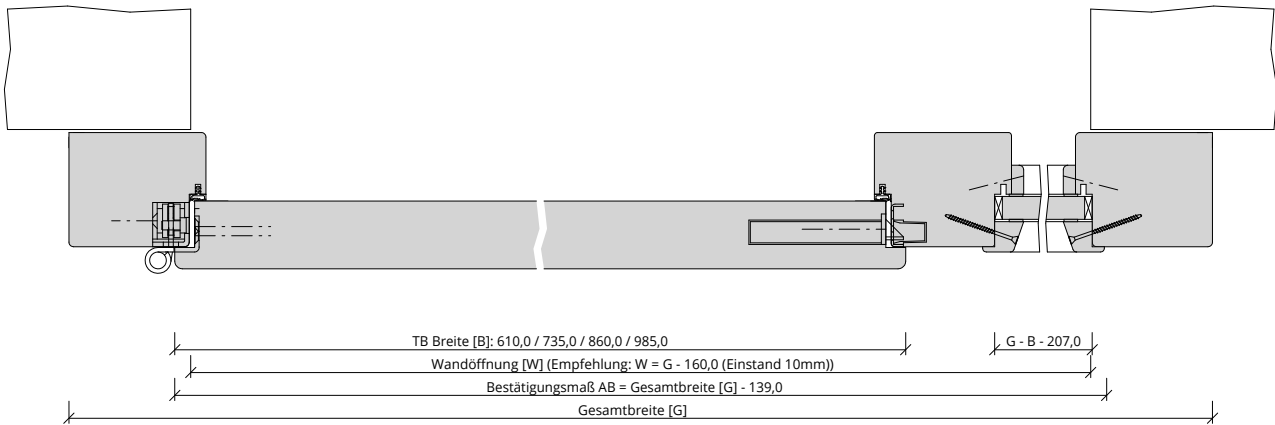 TB Breite [B]: 610,0 / 735,0 / 860,0 / 985,0
G - B - 207,0
Wandöffnung [W] (Empfehlung: W = G - 160,0 (Einstand 10mm))
Bestätigungsmaß AB = Gesamtbreite [G] - 139,0
Gesamtbreite [G]